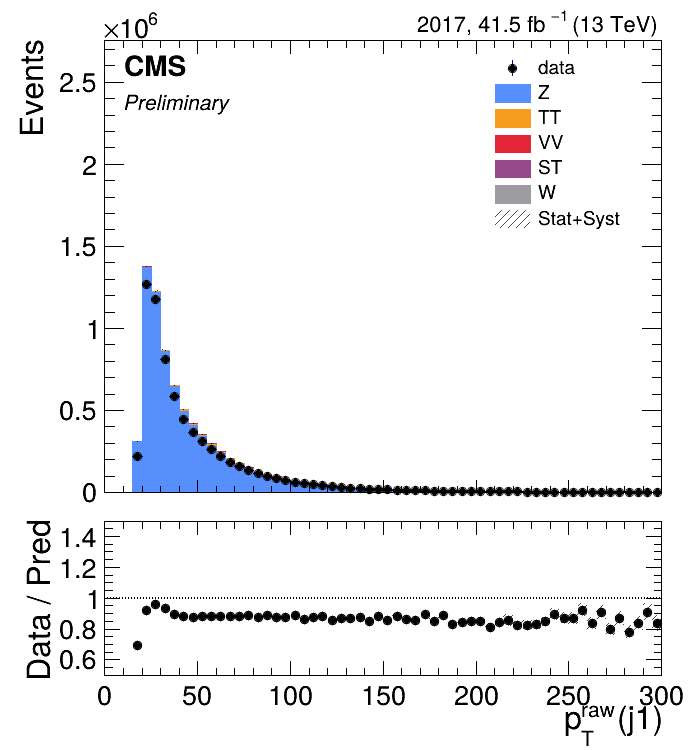 ×10⁶
2017, 41.5 fb⁻¹ (13 TeV)
CMS
Preliminary
Events
2.5
2
1.5
1
0.5
0
data
Z
TT
VV
ST
W
Stat+Syst
Data / Pred
1.4
1.2
1
0.8
0.6
0 50 100 150 200 250 300
p_T^raw (j1)